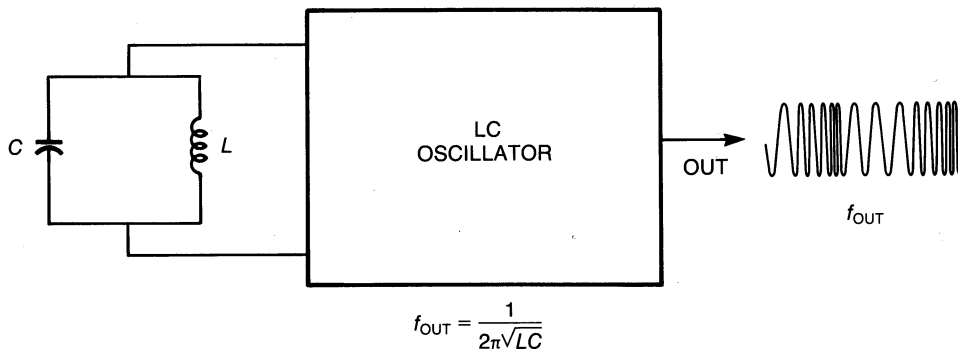 C
L
LC
OSCILLATOR
OUT
fOUT
fOUT = 1 / 2π√LC